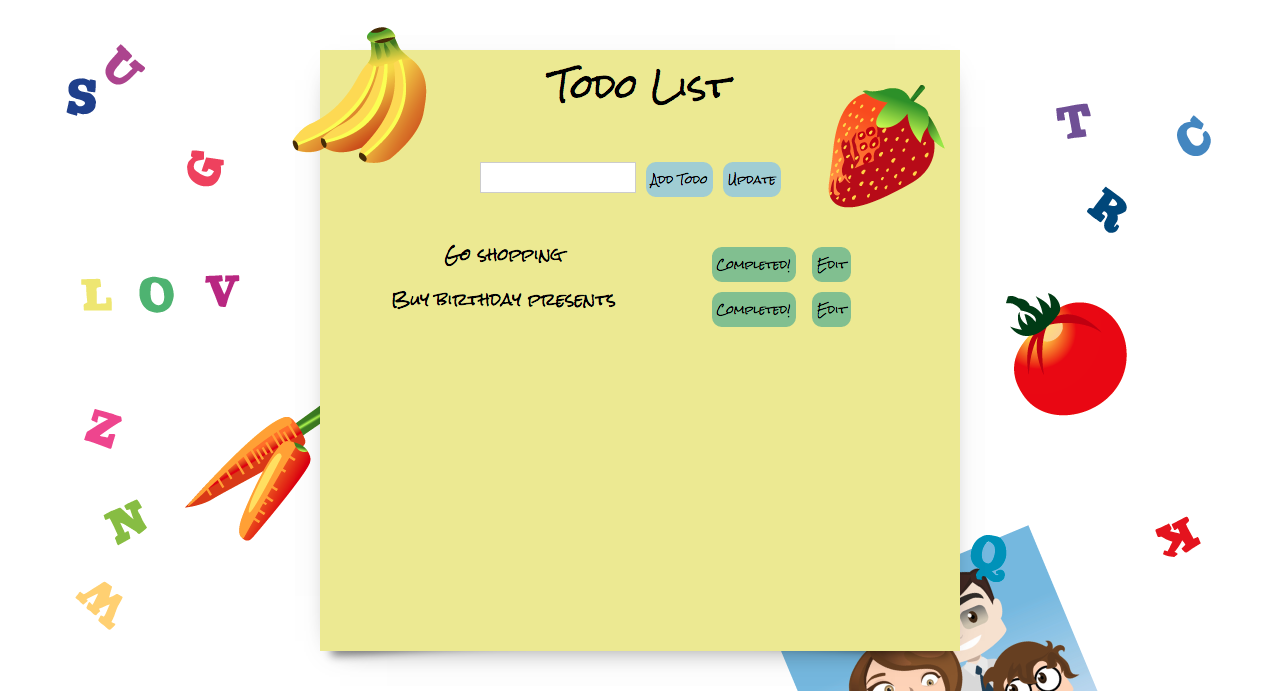 Todo List
S
U
G
T
C
R
Add Todo
Update
Go shopping
Completed!
Edit
L O V
Buy birthday presents
Completed!
Edit
Z
N
W
K
Q